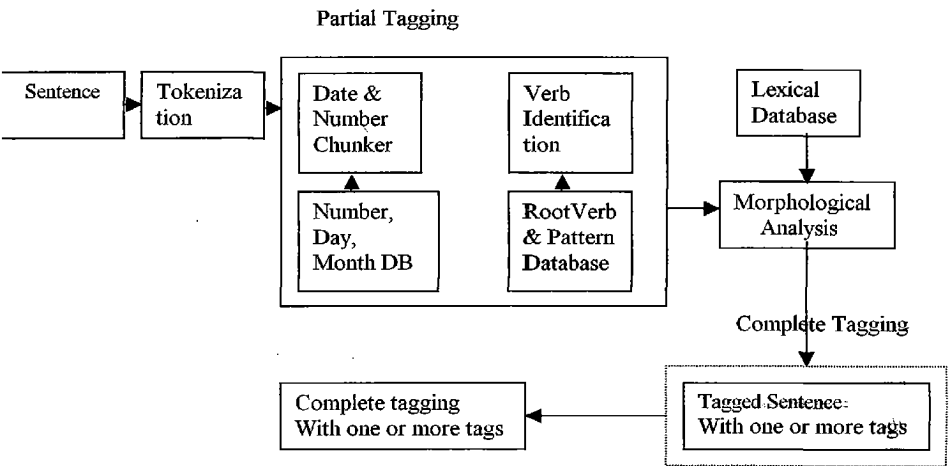 Partial Tagging
Sentence
Tokeniza
tion
Date &
Number
Chunker
Verb
Identifica
tion
Lexical
Database
Number,
Day,
Month DB
RootVerb
& Pattern
Database
Morphological
Analysis
Complete Tagging
Complete tagging
With one or more tags
Tagged Sentence
With one or more tags